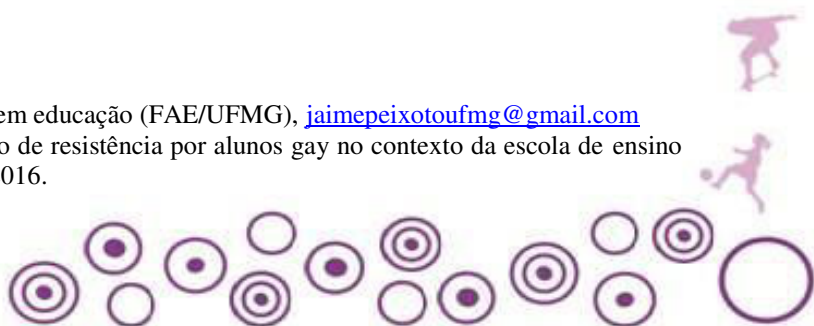 em educação (FAE/UFMG), jaimepeixotoufmg@gmail.com
o de resistência por alunos gay no contexto da escola de ensino
016.